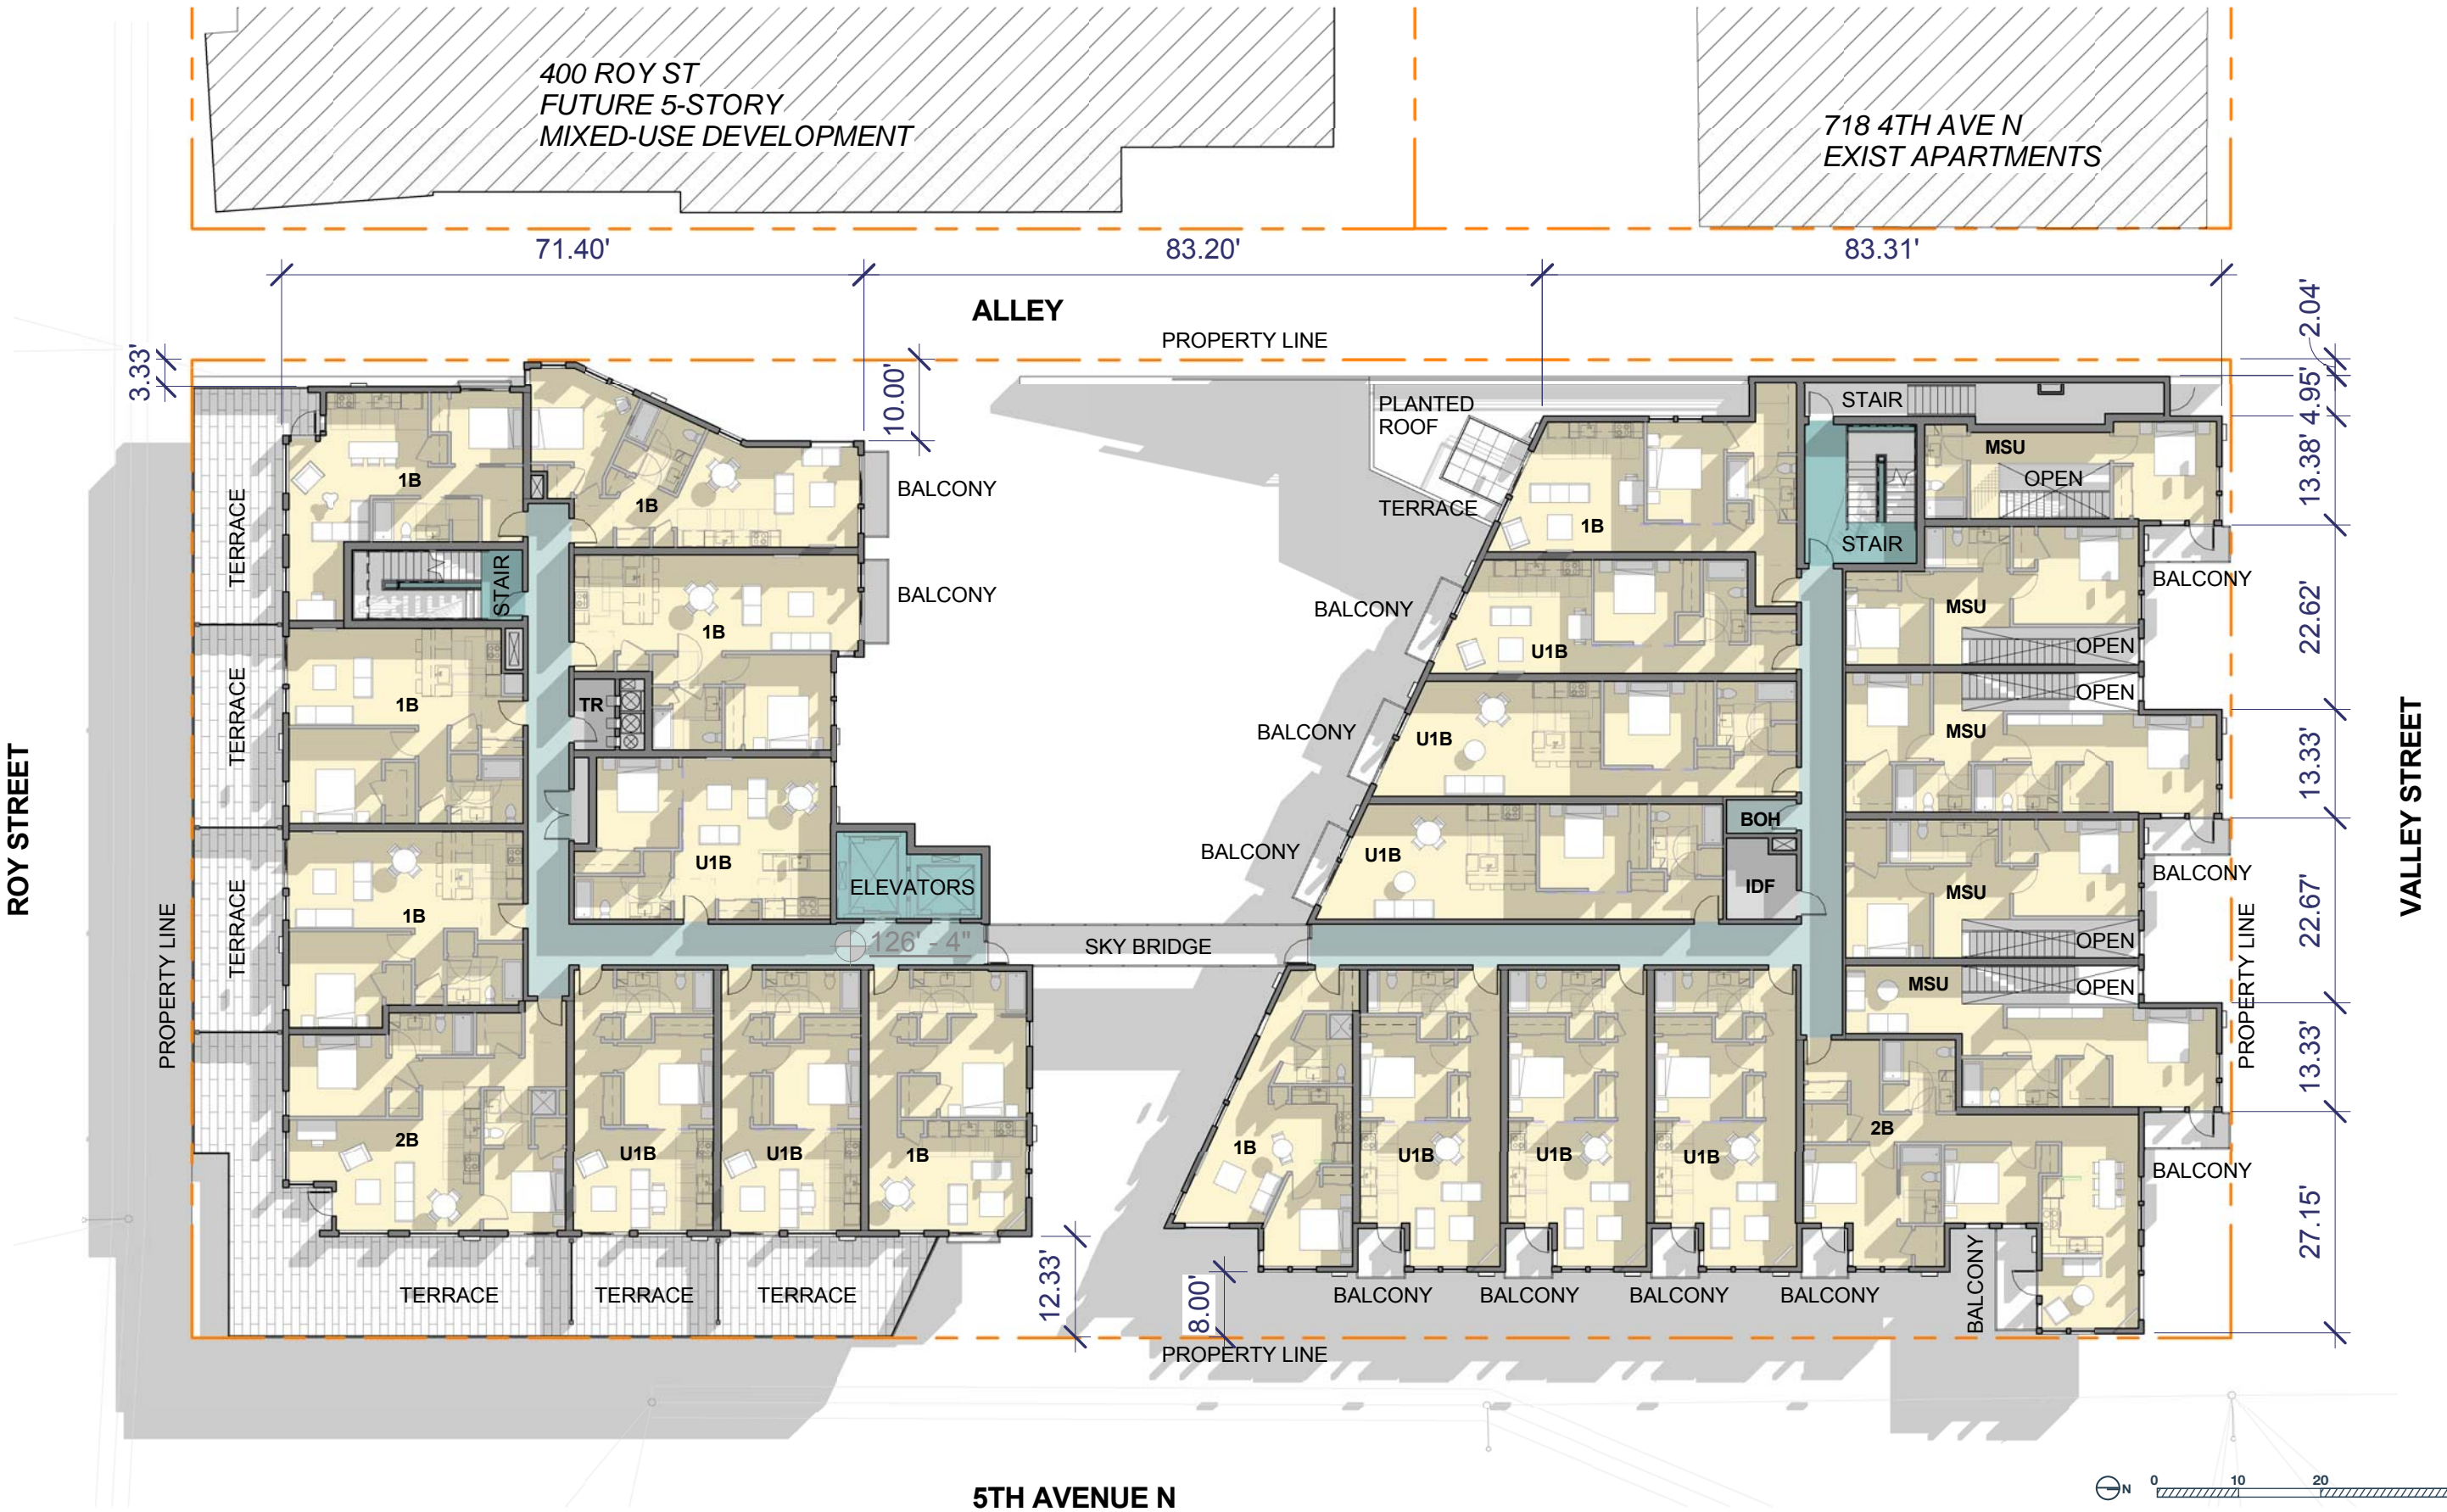 400 ROY ST
FUTURE 5-STORY
MIXED-USE DEVELOPMENT
718 4TH AVE N
EXIST APARTMENTS
71.40'
83.20'
83.31'
ALLEY
PROPERTY LINE
3.33'
10.00'
2.04'
4.95'
13.38'
22.62'
13.33'
22.67'
13.33'
27.15'
PLANTED
ROOF
TERRACE
STAIR
STAIR
MSU
OPEN
1B
1B
BALCONY
TERRACE
1B
STAIR
BALCONY
BALCONY
1B
BALCONY
U1B
MSU
OPEN
TERRACE
1B
TR
BALCONY
U1B
OPEN
MSU
ROY STREET
VALLEY STREET
U1B
ELEVATORS
BALCONY
U1B
BOH
IDF
BALCONY
MSU
OPEN
TERRACE
1B
PROPERTY LINE
126' - 4"
SKY BRIDGE
MSU
OPEN
PROPERTY LINE
2B
U1B
U1B
1B
1B
U1B
U1B
U1B
2B
BALCONY
TERRACE
TERRACE
TERRACE
12.33'
8.00'
BALCONY
BALCONY
BALCONY
BALCONY
BALCONY
PROPERTY LINE
5TH AVENUE N
N
0
10
20